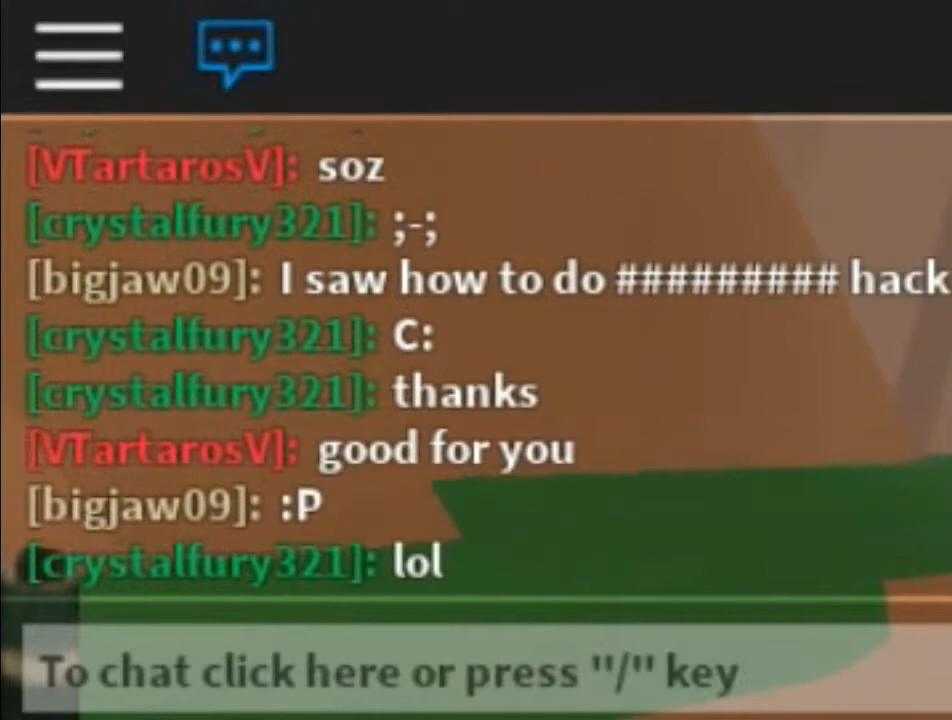 [VTartarosV]: soz
[crystalfury321]: ;-;
[bigjaw09]: I saw how to do ######### hack
[crystalfury321]: C:
[crystalfury321]: thanks
[VTartarosV]: good for you
[bigjaw09]: :P
[crystalfury321]: lol
To chat click here or press "/" key